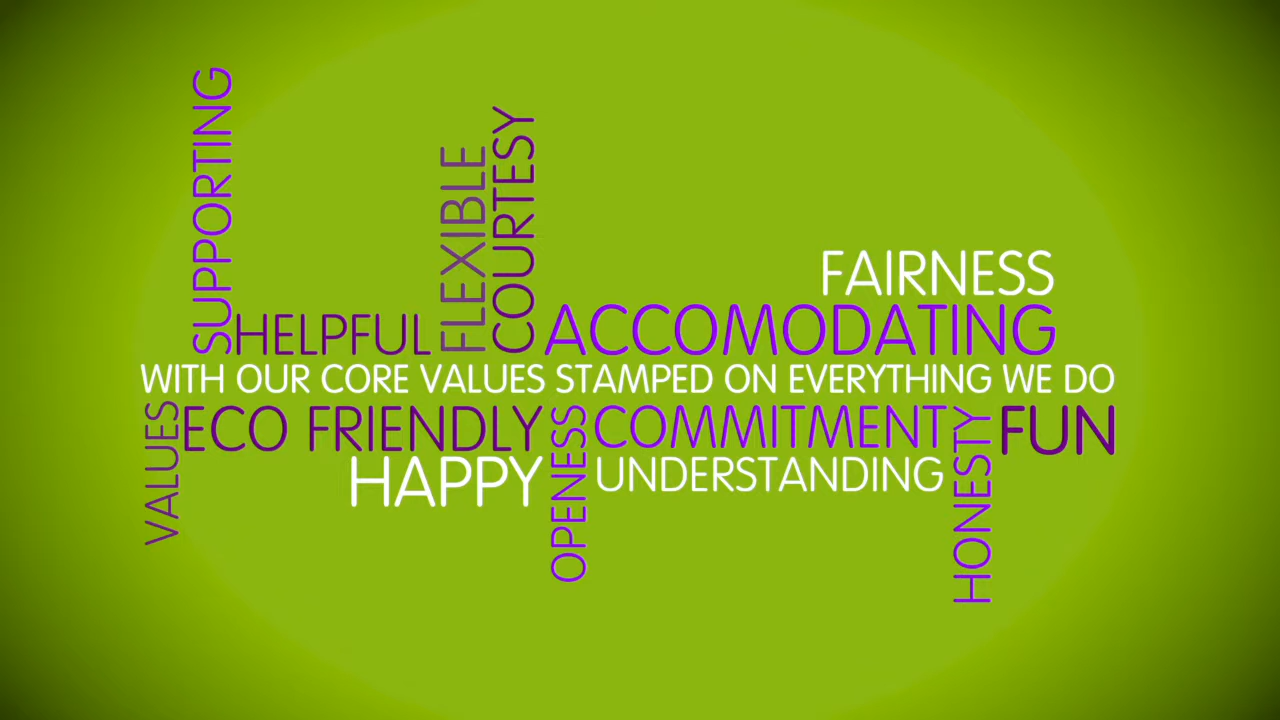 SUPPORTING
FLEXIBLE
COURTESY
FAIRNESS
HELPFUL
ACCOMODATING
WITH OUR CORE VALUES STAMPED ON EVERYTHING WE DO
VALUES
ECO FRIENDLY
OPENESS
COMMITMENT
HONESTY
FUN
HAPPY
UNDERSTANDING